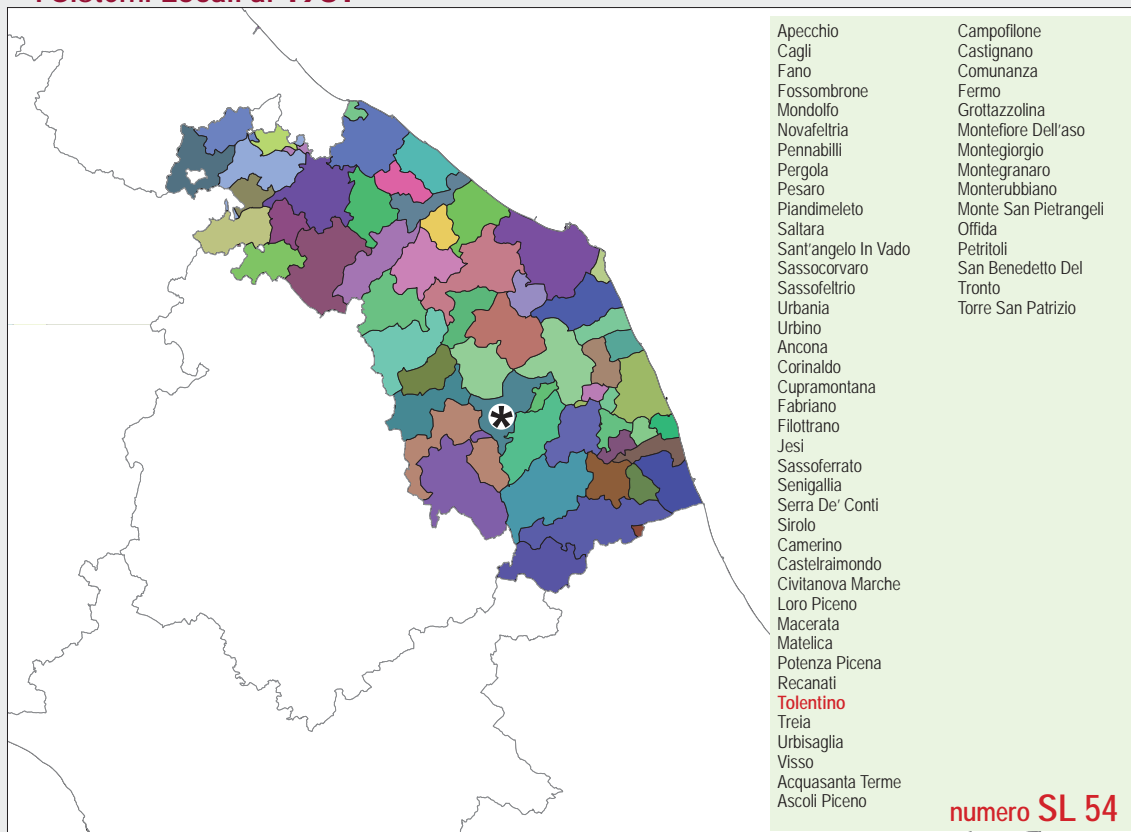 Apecchio
Cagli
Fano
Fossombrone
Mondolfo
Novafeltria
Pennabilli
Pergola
Pesaro
Piandimeleto
Saltara
Sant'angelo In Vado
Sassocorvaro
Sassofeltrio
Urbania
Urbino
Ancona
Corinaldo
Cupramontana
Fabriano
Filottrano
Jesi
Sassoferrato
Senigallia
Serra De' Conti
Sirolo
Camerino
Castelraimondo
Civitanova Marche
Loro Piceno
Macerata
Matelica
Potenza Picena
Recanati
Tolentino
Treia
Urbisaglia
Visso
Acquasanta Terme
Ascoli Piceno
Campofilone
Castignano
Comunanza
Fermo
Grottazzolina
Montefiore Dell'aso
Montegiorgio
Montegranaro
Monterubbiano
Monte San Pietrangeli
Offida
Petritoli
San Benedetto Del
Tronto
Torre San Patrizio
numero SL 54